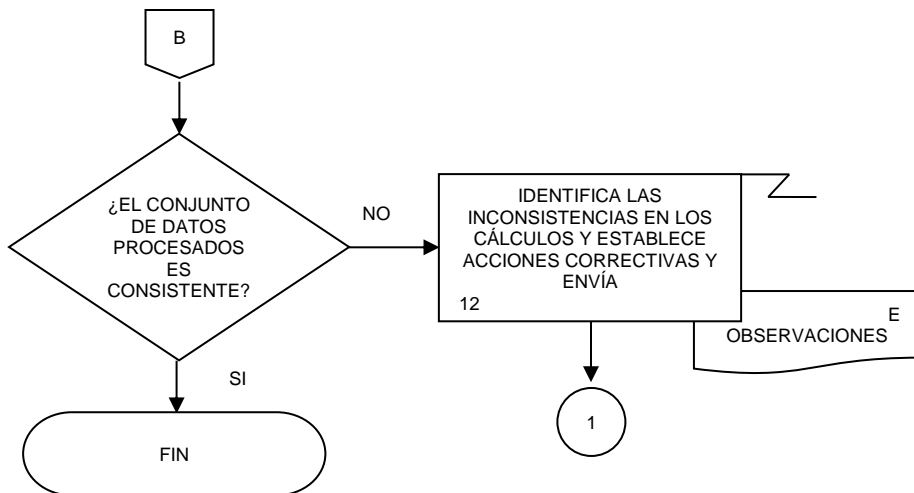 B
¿EL CONJUNTO
DE DATOS
PROCESADOS
ES
CONSISTENTE?
NO
IDENTIFICA LAS
INCONSISTENCIAS EN LOS
CÁLCULOS Y ESTABLECE
ACCIONES CORRECTIVAS Y
ENVÍA
12
E
OBSERVACIONES
SI
1
FIN